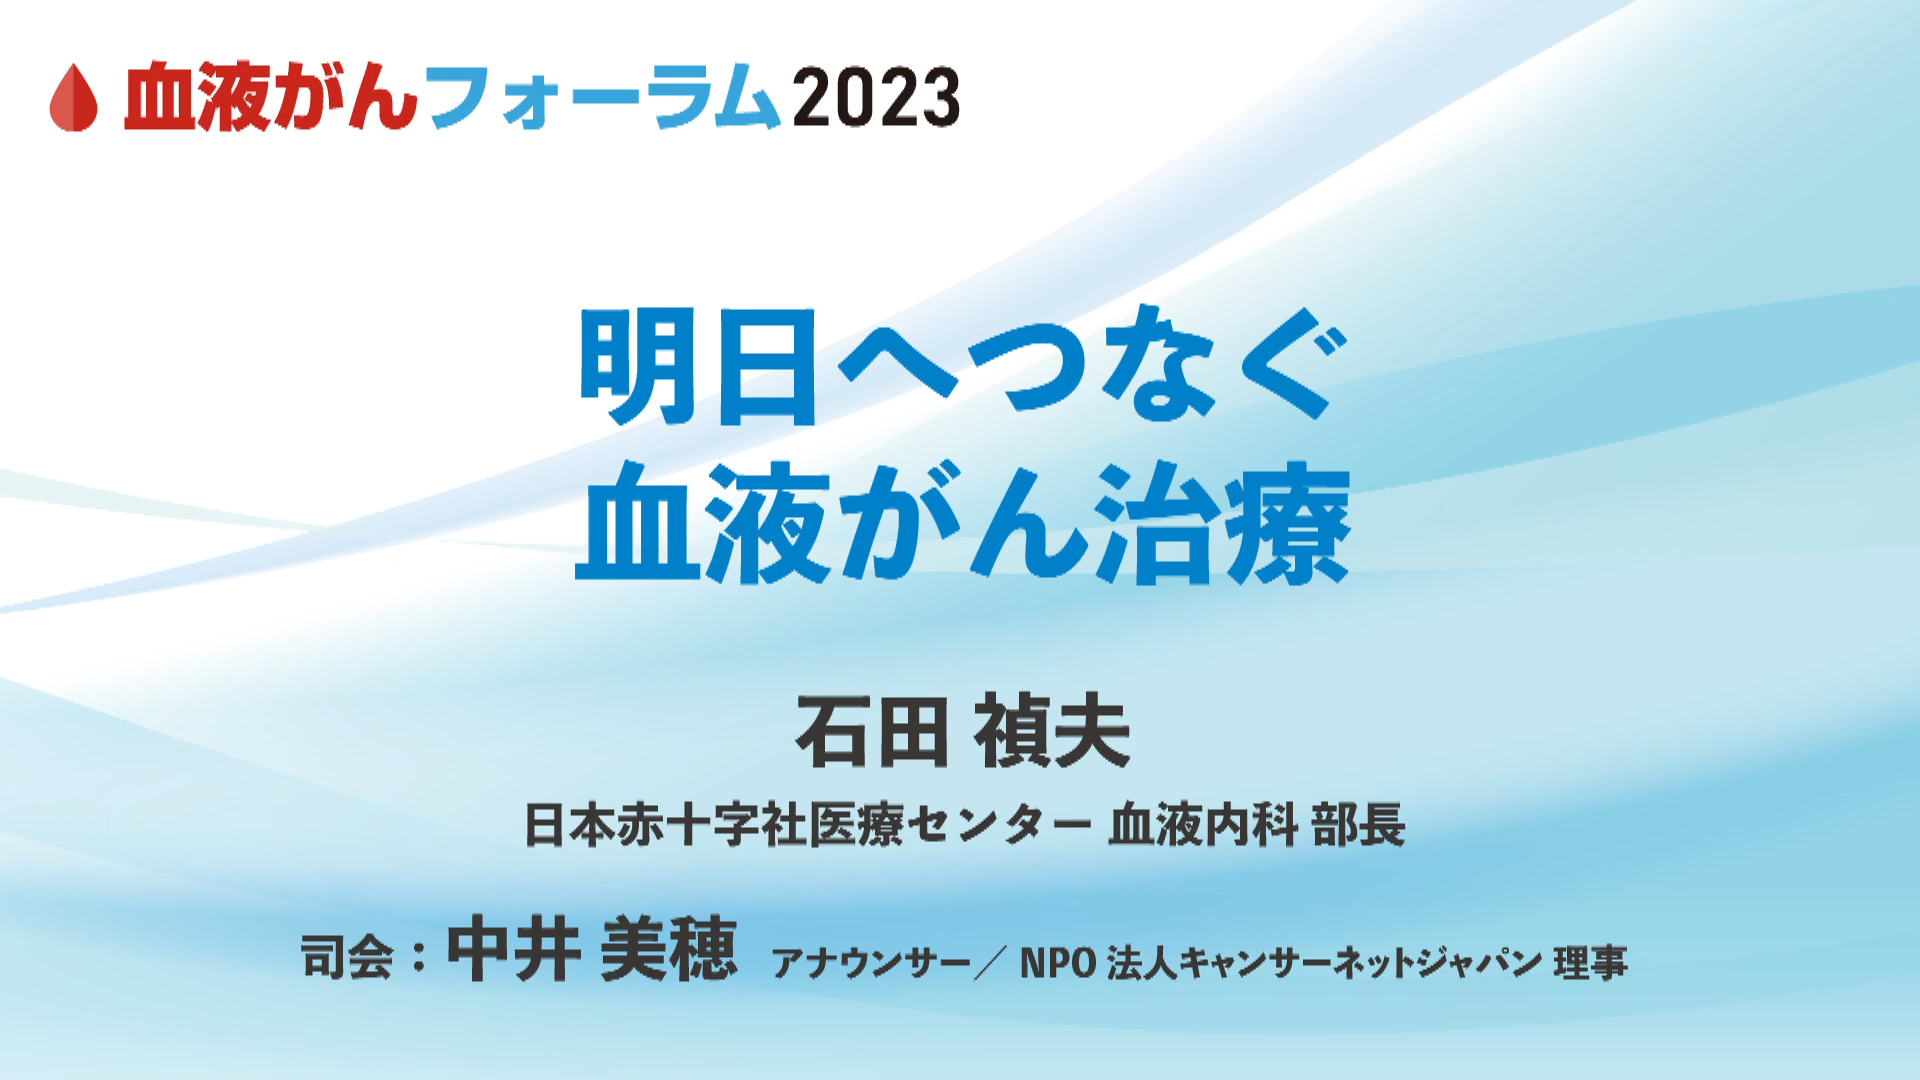 血液がんフォーラム2023
明日へつなぐ
血液がん治療
石田 禎夫
日本赤十字社医療センター 血液内科 部長
司会：中井 美穂 アナウンサー／ NPO 法人キャンサーネットジャパン 理事